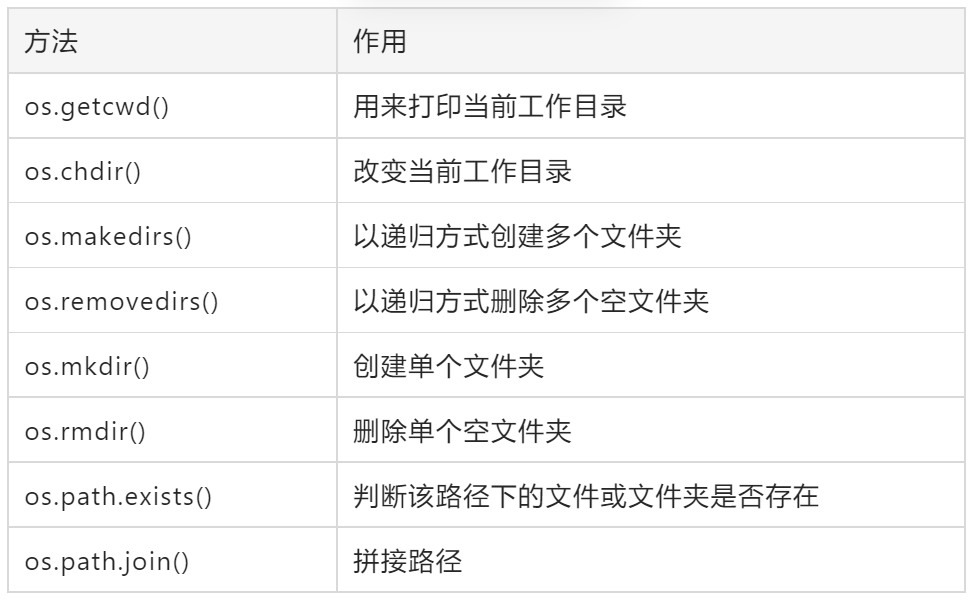 方法 作用
os.getcwd() 用来打印当前工作目录
os.chdir() 改变当前工作目录
os.makedirs() 以递归方式创建多个文件夹
os.removedirs() 以递归方式删除多个空文件夹
os.mkdir() 创建单个文件夹
os.rmdir() 删除单个空文件夹
os.path.exists() 判断该路径下的文件或文件夹是否存在
os.path.join() 拼接路径